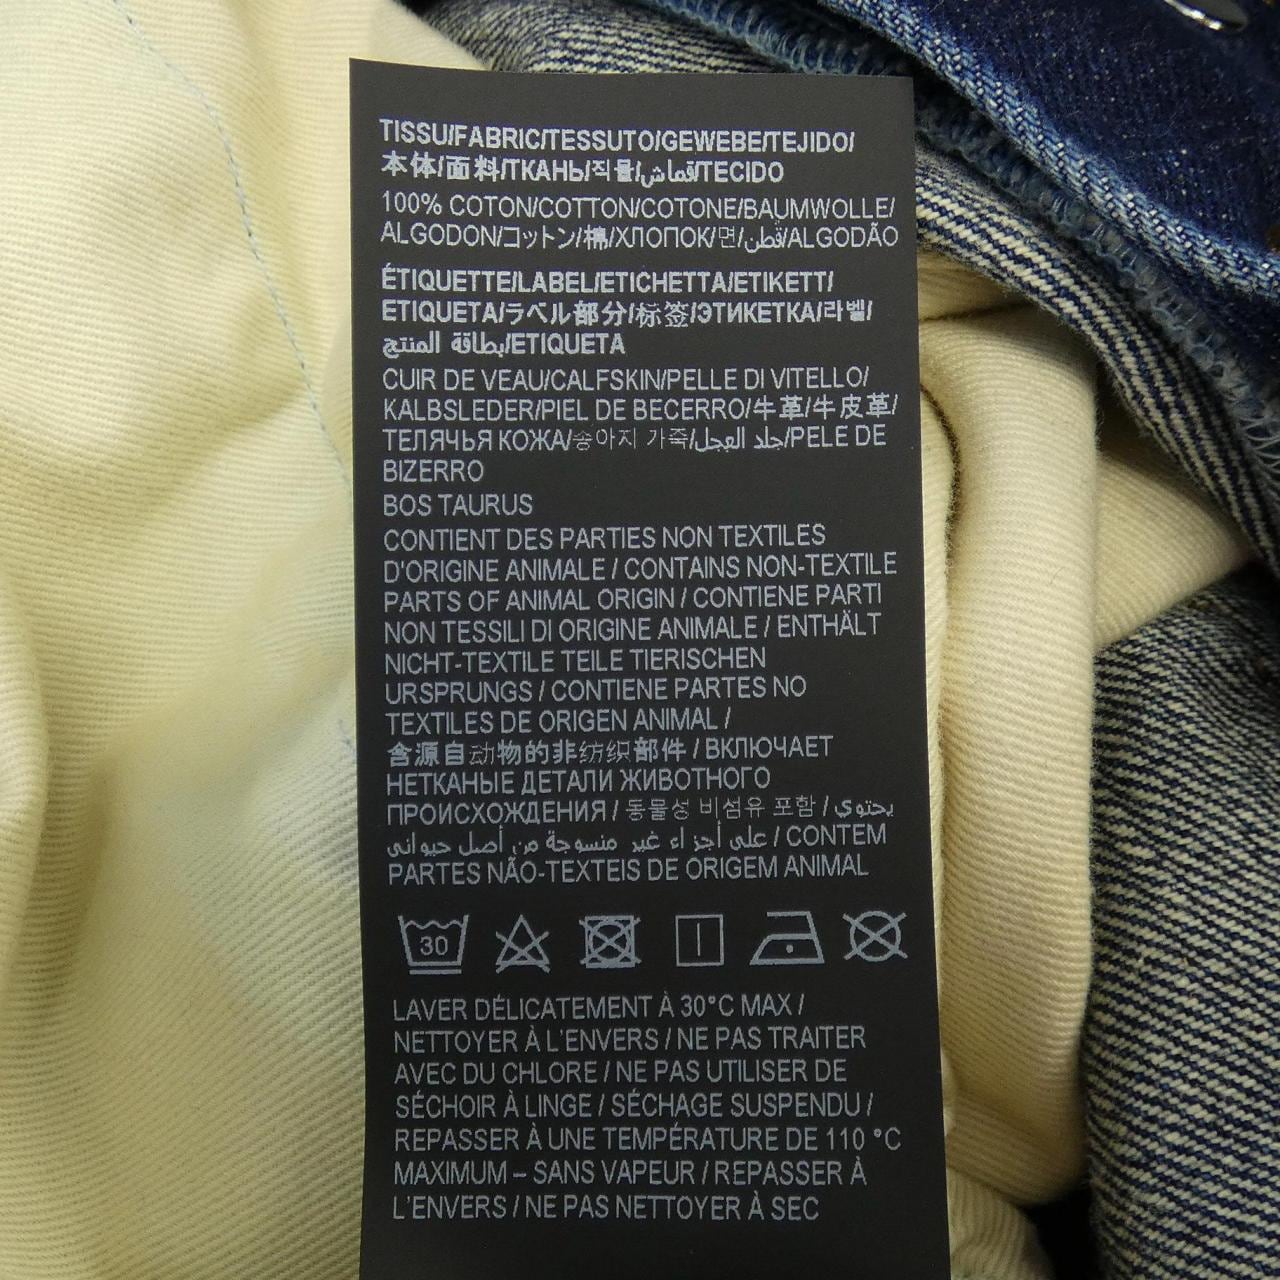 TISSU/FABRIC/TESSUTO/GEWEBE/TEJIDO/
本体/面料/ТКАНЬ/직물/قماش/TECIDO
100% COTON/COTTON/COTONE/BAUMWOLLE/
ALGODON/コットン/棉/ХЛОПОК/면/قطن/ALGODÃO
ÉTIQUETTE/LABEL/ETICHETTA/ETIKETT/
ETIQUETA/ラベル部分/标签/ЭТИКЕТКА/라벨/
بطاقة المنتج/ETIQUETA
CUIR DE VEAU/CALFSKIN/PELLE DI VITELLO/
KALBSLEDER/PIEL DE BECERRO/牛革/牛皮革/
ТЕЛЯЧЬЯ КОЖА/송아지 가죽/جلد العجل/PELE DE
BIZERRO
BOS TAURUS
CONTIENT DES PARTIES NON TEXTILES
D'ORIGINE ANIMALE / CONTAINS NON-TEXTILE
PARTS OF ANIMAL ORIGIN / CONTIENE PARTI
NON TESSILI DI ORIGINE ANIMALE / ENTHÄLT
NICHT-TEXTILE TEILE TIERISCHEN
URSPRUNGS / CONTIENE PARTES NO
TEXTILES DE ORIGEN ANIMAL /
含源自动物的非纺织部件 / ВКЛЮЧАЕТ
НЕТКАНЫЕ ДЕТАЛИ ЖИВОТНОГО
ПРОИСХОЖДЕНИЯ / 동물성 비섬유 포함 / يحتوي
على أجزاء غير منسوجة من أصل حيواني / CONTEM
PARTES NÃO-TEXTEIS DE ORIGEM ANIMAL
30
LAVER DÉLICATEMENT À 30°C MAX /
NETTOYER À L'ENVERS / NE PAS TRAITER
AVEC DU CHLORE / NE PAS UTILISER DE
SÉCHOIR À LINGE / SÉCHAGE SUSPENDU /
REPASSER À UNE TEMPÉRATURE DE 110 °C
MAXIMUM – SANS VAPEUR / REPASSER À
L'ENVERS / NE PAS NETTOYER À SEC